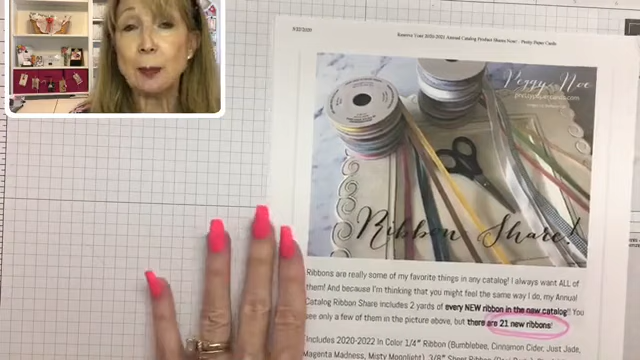 Reserve Your 2020-2021 Annual Catalog Product Shares Now! – Pretty Paper Cards
Peggy Noe
prettypapercards.com
Ribbon Share!
Ribbons are really some of my favorite things in any catalog! I always want ALL of
them! And because I'm thinking that you might feel the same way I do, my Annual
Catalog Ribbon Share includes 2 yards of every NEW ribbon in the new catalog!! You
see only a few of them in the picture above, but there are 21 new ribbons!
Includes 2020-2022 In Color 1/4" Ribbon (Bumblebee, Cinnamon Cider, Just Jade,
Magenta Madness, Misty Moonlight), 3/8" Sheer Ribbon